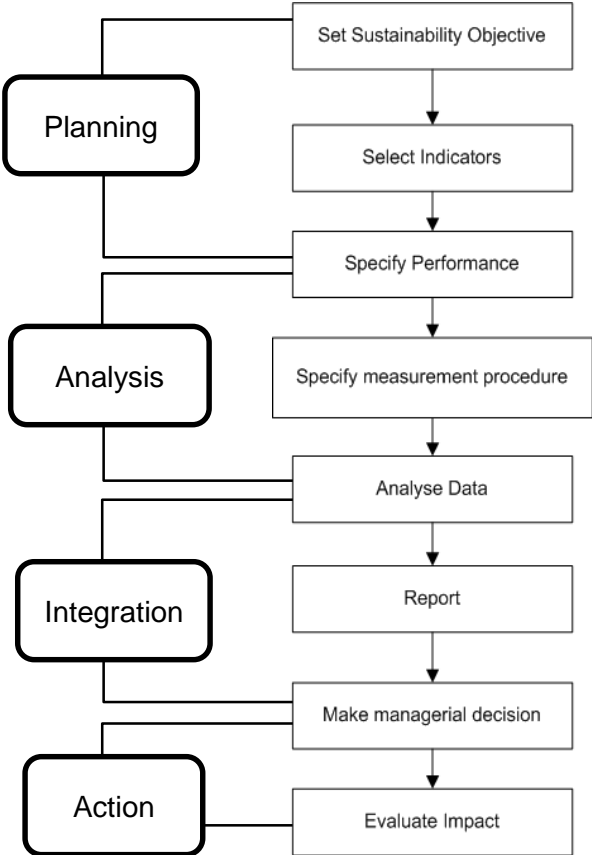 Set Sustainability Objective
Planning
Select Indicators
Specify Performance
Specify measurement procedure
Analysis
Analyse Data
Report
Integration
Make managerial decision
Action
Evaluate Impact